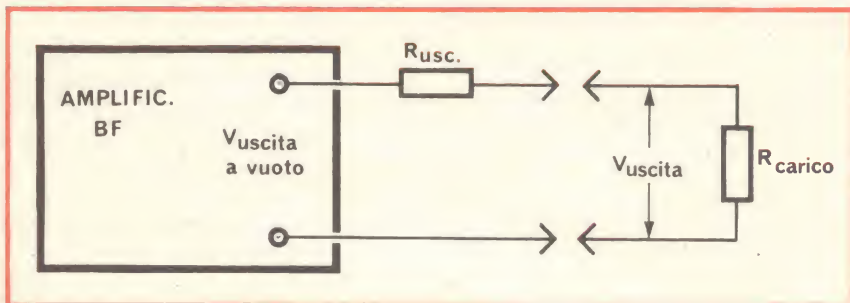 AMPLIFIC.
BF
Vuscita
a vuoto
Rusc.
Vuscita
Rcarico